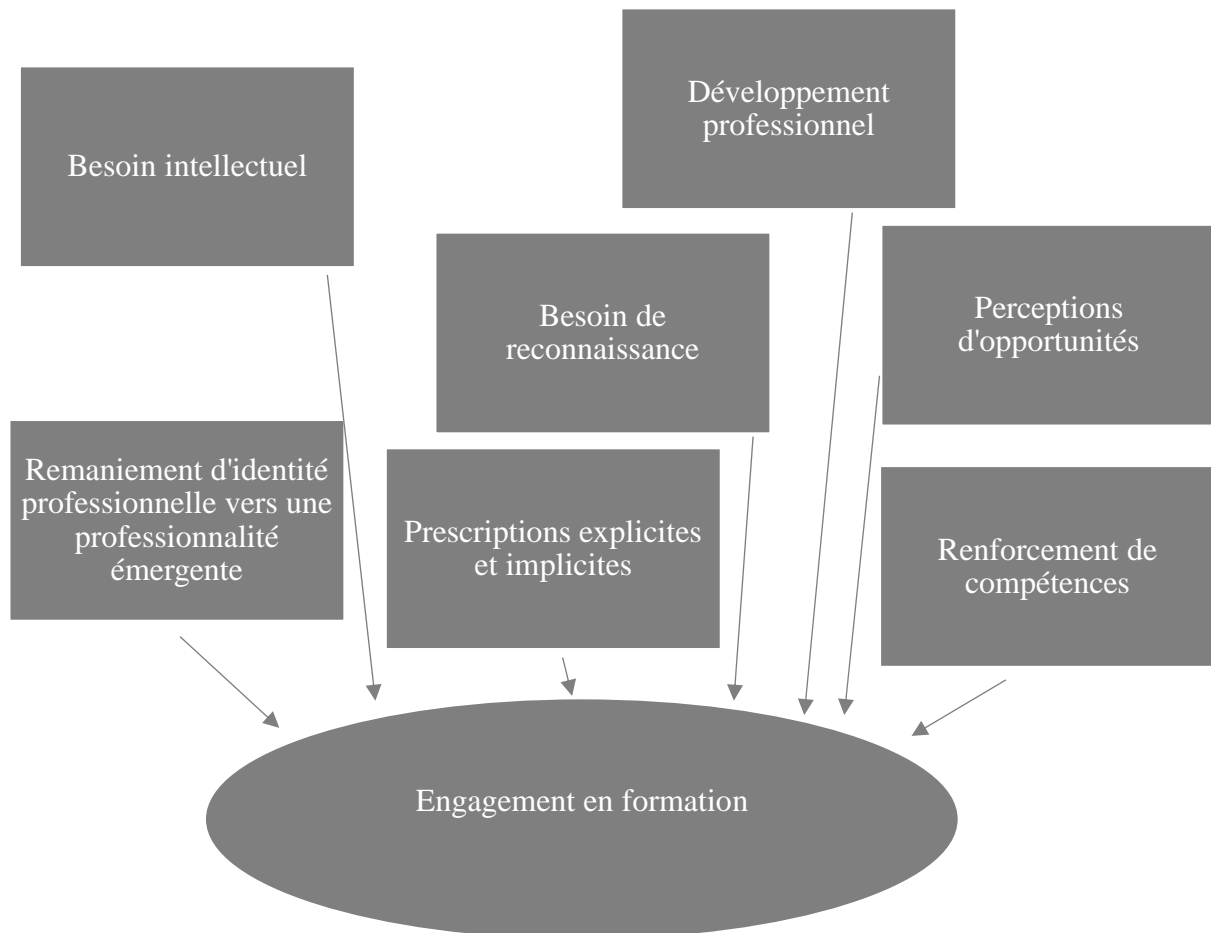 Développement
professionnel
Besoin intellectuel
Besoin de
reconnaissance
Perceptions
d'opportunités
Remaniement d'identité
professionnelle vers une
professionnalité
émergente
Prescriptions explicites
et implicites
Renforcement de
compétences
Engagement en formation